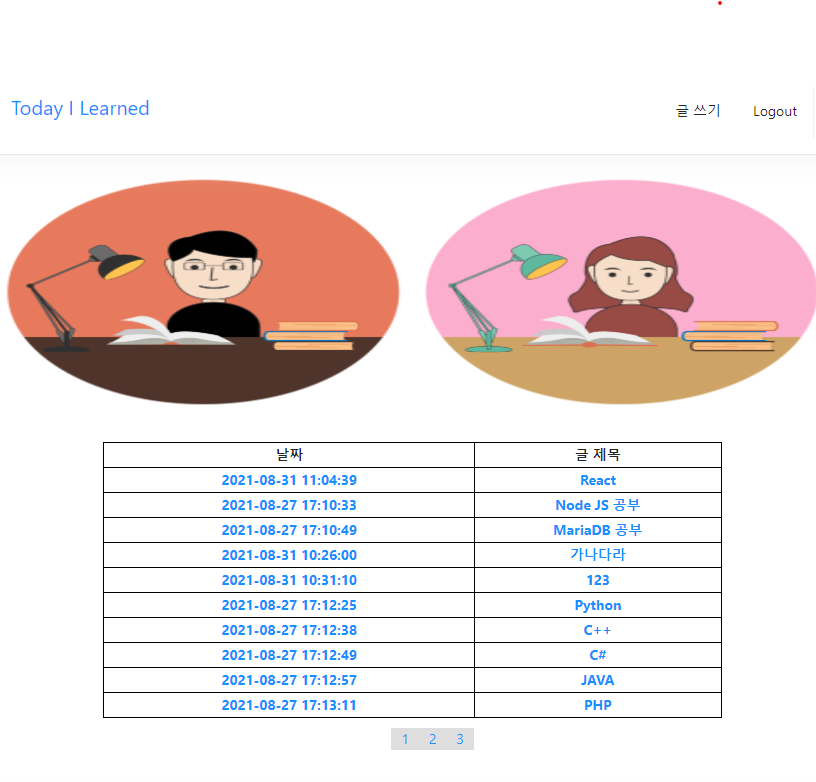 Today I Learned
글 쓰기 Logout
날짜 글 제목
2021-08-31 11:04:39 React
2021-08-27 17:10:33 Node JS 공부
2021-08-27 17:10:49 MariaDB 공부
2021-08-31 10:26:00 가나다라
2021-08-31 10:31:10 123
2021-08-27 17:12:25 Python
2021-08-27 17:12:38 C++
2021-08-27 17:12:49 C#
2021-08-27 17:12:57 JAVA
2021-08-27 17:13:11 PHP
1 2 3